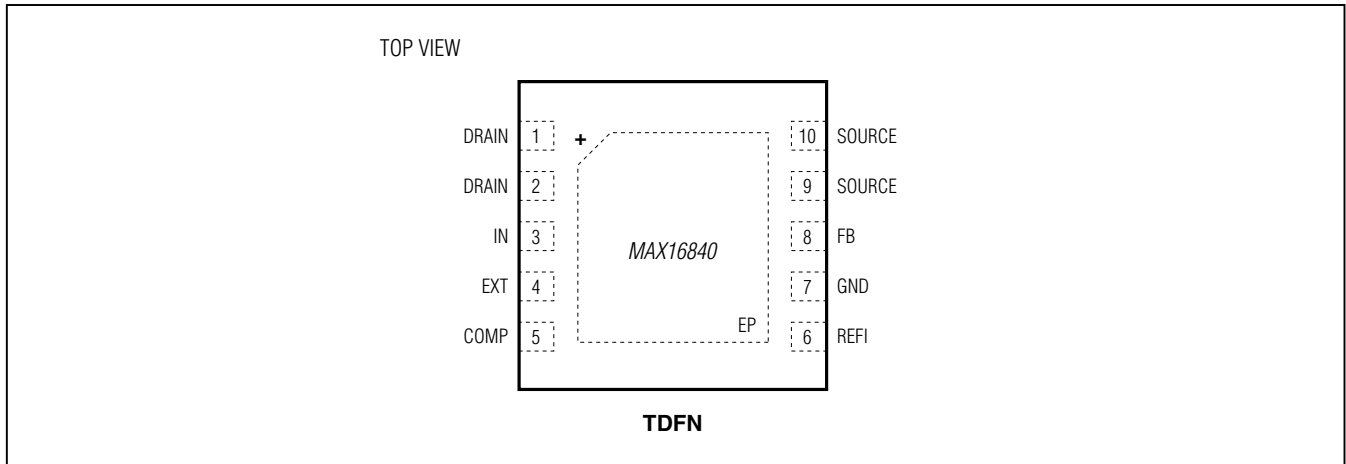 TOP VIEW
DRAIN 1 + 10 SOURCE
DRAIN 2 9 SOURCE
IN 3 MAX16840 8 FB
EXT 4 7 GND
COMP 5 EP 6 REFI
TDFN